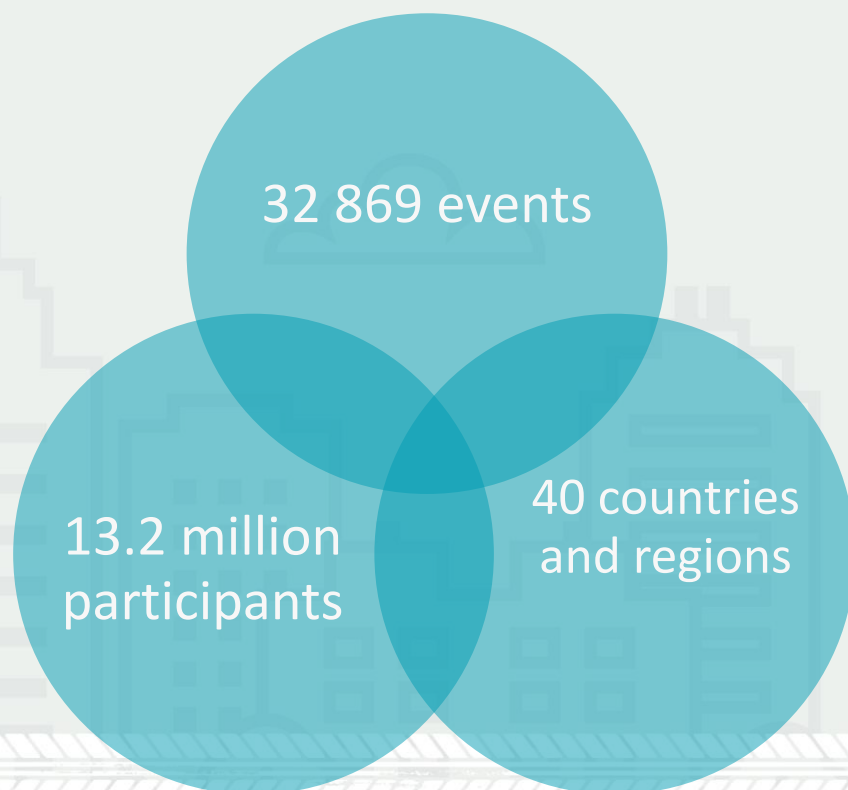 32 869 events
13.2 million
participants
40 countries
and regions